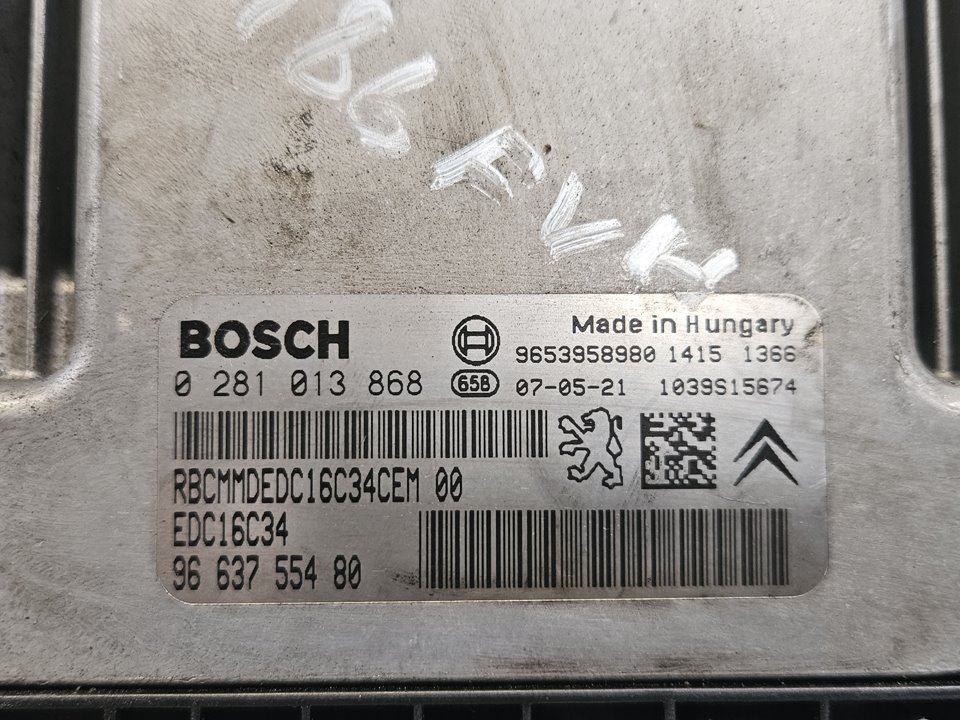 BOSCH
Made in Hungary
9653958980 1415 1366
0 281 013 868
65B 07-05-21 1039S15674
RBCMMDEDC16C34CEM 00
EDC16C34
96 637 554 80